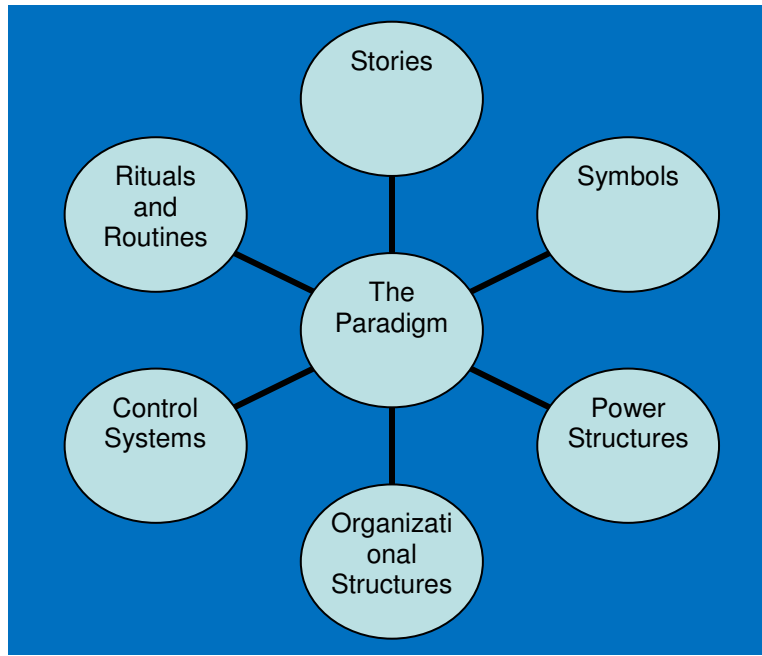 Stories
Rituals
and
Routines
Symbols
The
Paradigm
Control
Systems
Power
Structures
Organizati
onal
Structures